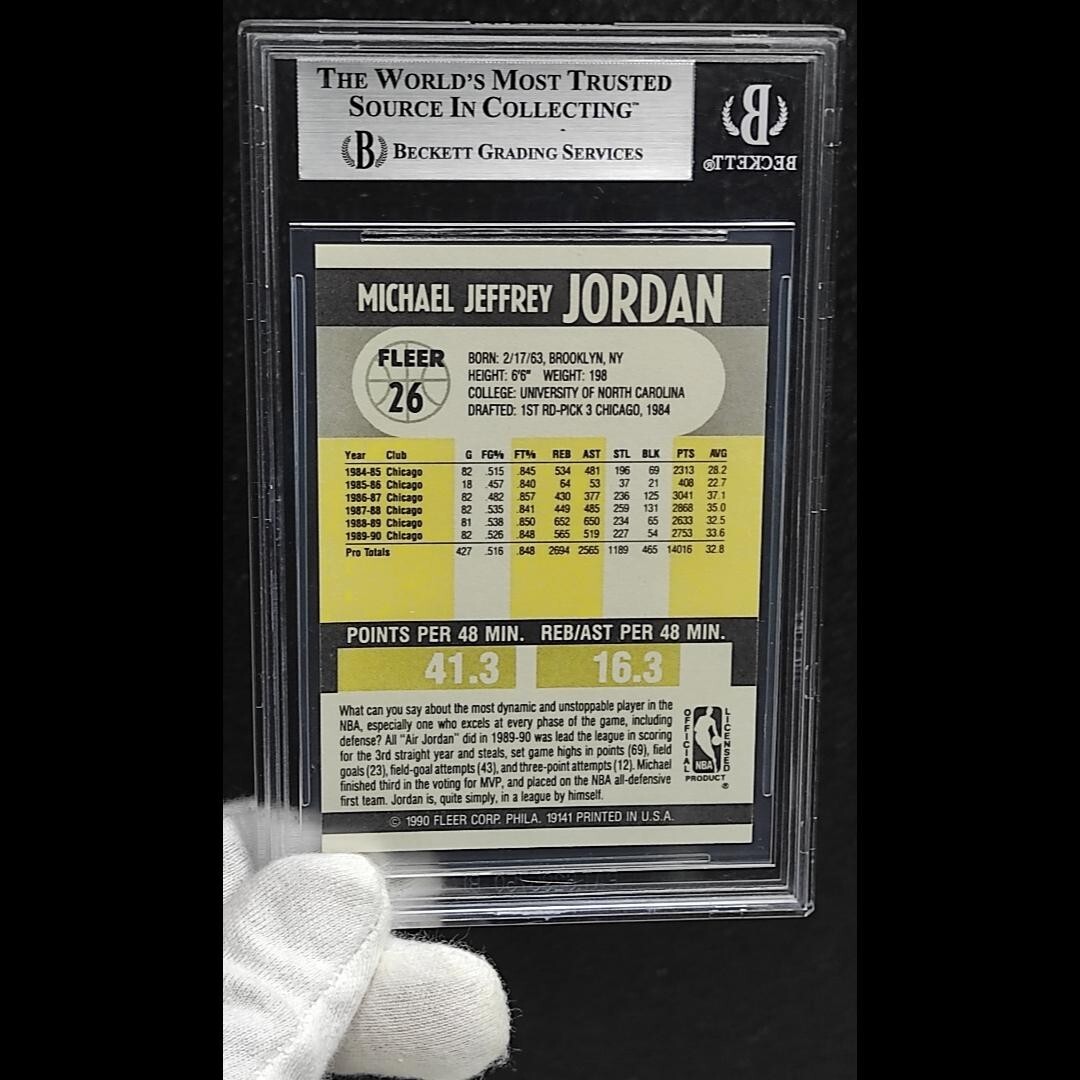 THE WORLD'S MOST TRUSTED
SOURCE IN COLLECTING™
B BECKETT GRADING SERVICES
B
BECKETT®
MICHAEL JEFFREY JORDAN
FLEER
26
BORN: 2/17/63, BROOKLYN, NY
HEIGHT: 6'6" WEIGHT: 198
COLLEGE: UNIVERSITY OF NORTH CAROLINA
DRAFTED: 1ST RD-PICK 3 CHICAGO, 1984
Year Club G FG% FT% REB AST STL BLK PTS AVG
1984-85 Chicago 82 .515 .845 534 481 196 69 2313 28.2
1985-86 Chicago 18 .457 .840 64 53 37 21 408 22.7
1986-87 Chicago 82 .482 .857 430 377 236 125 3041 37.1
1987-88 Chicago 82 .535 .841 449 485 259 131 2868 35.0
1988-89 Chicago 81 .538 .850 652 650 234 65 2633 32.5
1989-90 Chicago 82 .526 .848 565 519 227 54 2753 33.6
Pro Totals 427 .516 .848 2694 2565 1189 465 14016 32.8
POINTS PER 48 MIN. REB/AST PER 48 MIN.
41.3 16.3
What can you say about the most dynamic and unstoppable player in the
NBA, especially one who excels at every phase of the game, including
defense? All "Air Jordan" did in 1989-90 was lead the league in scoring
for the 3rd straight year and steals, set game highs in points (69), field
goals (23), field-goal attempts (43), and three-point attempts (12). Michael
finished third in the voting for MVP, and placed on the NBA all-defensive
first team. Jordan is, quite simply, in a league by himself.
OFFICIAL
NBA
LICENSED
PRODUCT
®
© 1990 FLEER CORP. PHILA. 19141 PRINTED IN U.S.A.